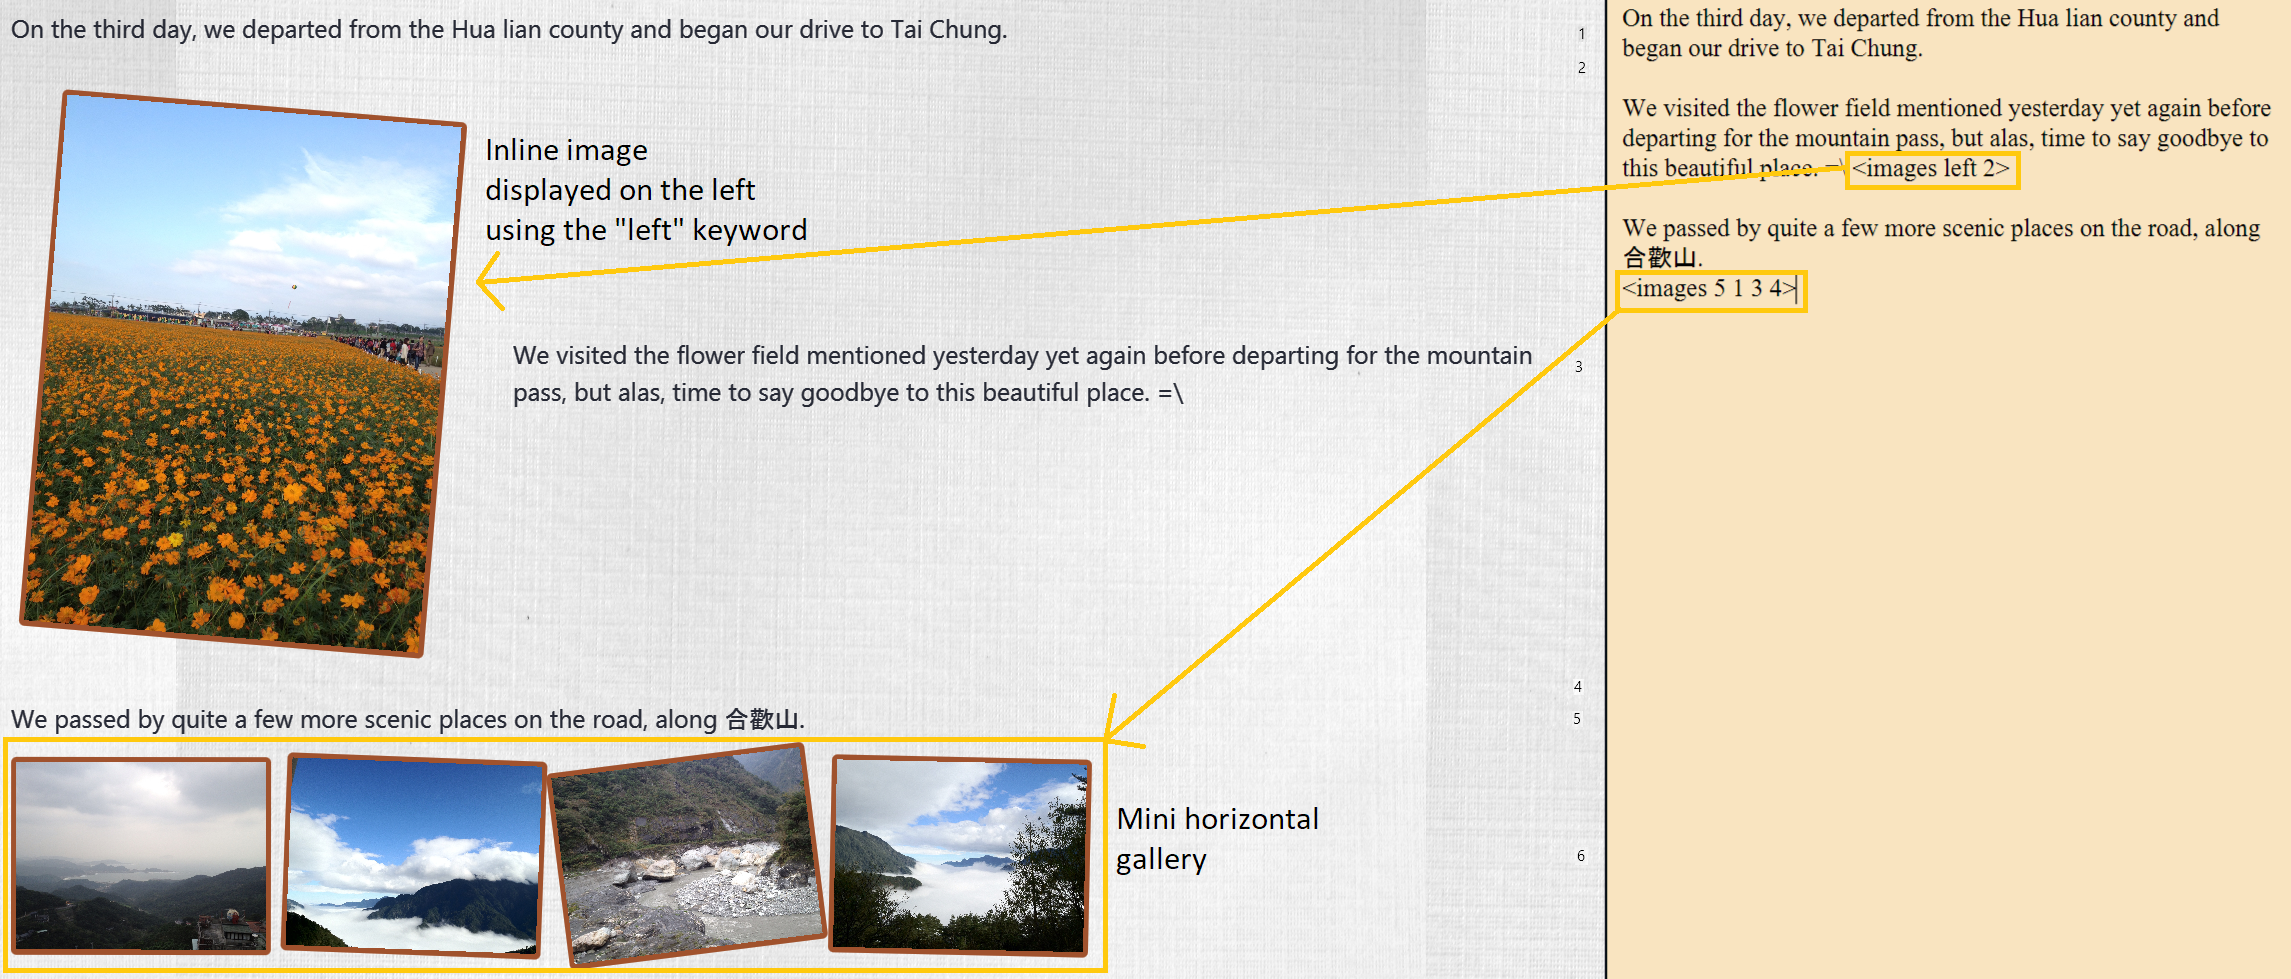 On the third day, we departed from the Hua lian county and began our drive to Tai Chung.
1
2
Inline image
displayed on the left
using the "left" keyword
We visited the flower field mentioned yesterday yet again before departing for the mountain
pass, but alas, time to say goodbye to this beautiful place. =\
3
4
We passed by quite a few more scenic places on the road, along 合歡山.
5
Mini horizontal
gallery
6
On the third day, we departed from the Hua lian county and
began our drive to Tai Chung.
We visited the flower field mentioned yesterday yet again before
departing for the mountain pass, but alas, time to say goodbye to
this beautiful place. =\ <images left 2>
We passed by quite a few more scenic places on the road, along
合歡山.
<images 5 1 3 4>